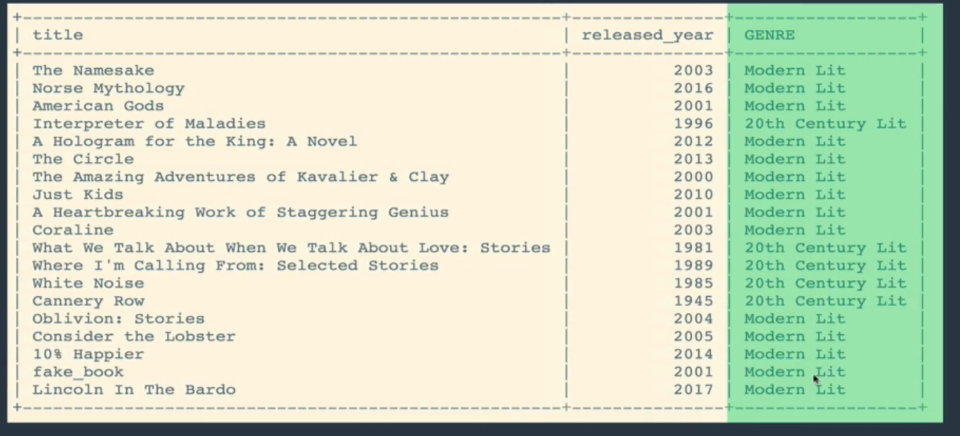 +------------------------------------------------------+---------------+------------------+
| title | released_year | GENRE |
+------------------------------------------------------+---------------+------------------+
| The Namesake | 2003 | Modern Lit |
| Norse Mythology | 2016 | Modern Lit |
| American Gods | 2001 | Modern Lit |
| Interpreter of Maladies | 1996 | 20th Century Lit |
| A Hologram for the King: A Novel | 2012 | Modern Lit |
| The Circle | 2013 | Modern Lit |
| The Amazing Adventures of Kavalier & Clay | 2000 | Modern Lit |
| Just Kids | 2010 | Modern Lit |
| A Heartbreaking Work of Staggering Genius | 2001 | Modern Lit |
| Coraline | 2003 | Modern Lit |
| What We Talk About When We Talk About Love: Stories | 1981 | 20th Century Lit |
| Where I'm Calling From: Selected Stories | 1989 | 20th Century Lit |
| White Noise | 1985 | 20th Century Lit |
| Cannery Row | 1945 | 20th Century Lit |
| Oblivion: Stories | 2004 | Modern Lit |
| Consider the Lobster | 2005 | Modern Lit |
| 10% Happier | 2014 | Modern Lit |
| fake_book | 2001 | Modern Lit |
| Lincoln In The Bardo | 2017 | Modern Lit |
+------------------------------------------------------+---------------+------------------+